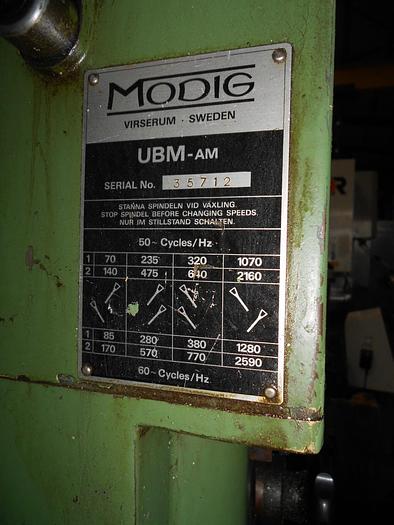 MODIG
VIRSERUM · SWEDEN
UBM-AM
SERIAL No. 35712
STANNA SPINDELN VID VÄXLING.
STOP SPINDEL BEFORE CHANGING SPEEDS.
NUR IM STILLSTAND SCHALTEN.
50~ Cycles/Hz
1 70 235 320 1070
2 140 475 640 2160
1 85 280 380 1280
2 170 570 770 2590
60~ Cycles/Hz.
R